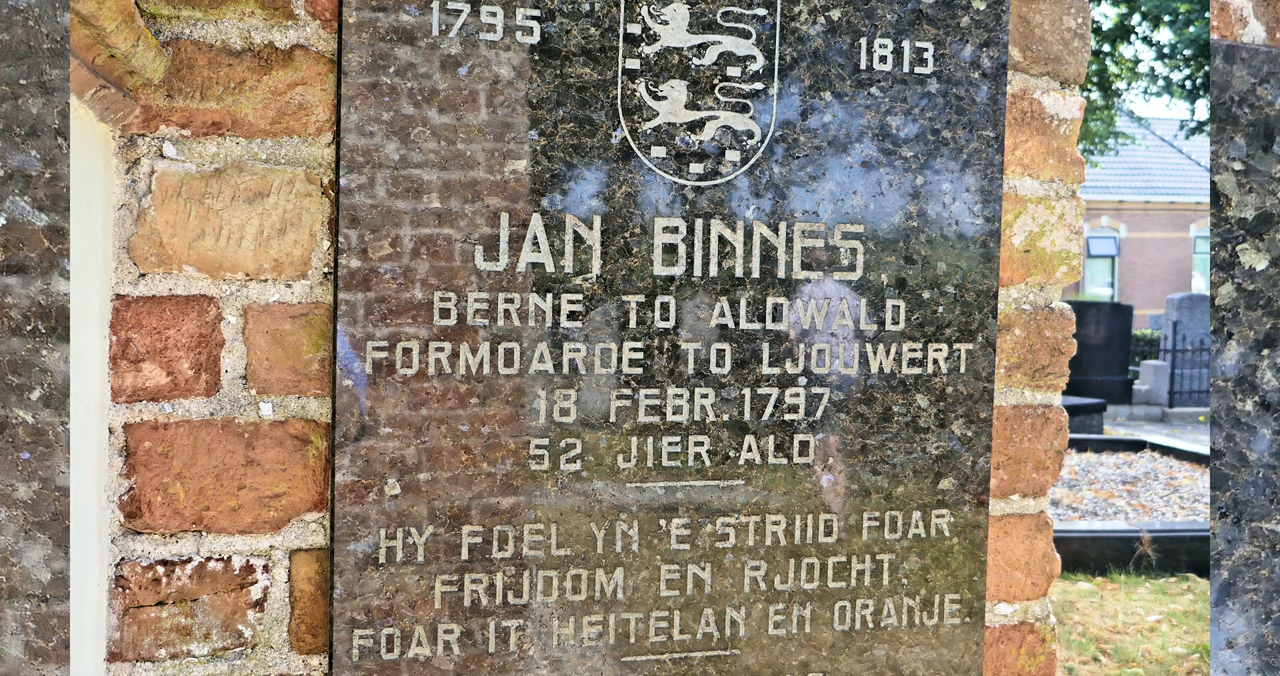 1795
1813
JAN BINNES
BERNE TO ALDWALD
FORMOARDE TO LJOUWERT
18 FEBR. 1797
52 JIER ALD
HY FOEL YN 'E STRIID FOAR
FRIJDOM EN RJOCHT.
FOAR IT HEITELAN EN ORANJE.